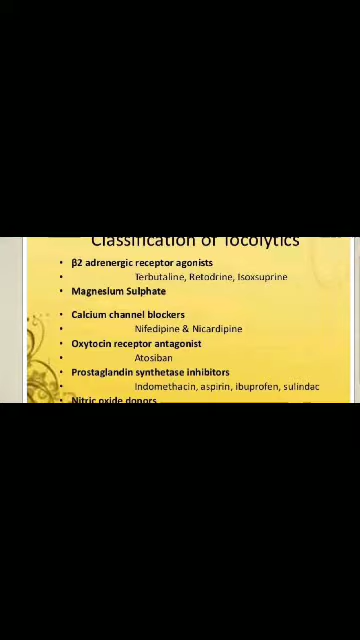 Classification of Tocolytics
• β2 adrenergic receptor agonists
• Terbutaline, Retodrine, Isoxsuprine
• Magnesium Sulphate
• Calcium channel blockers
• Nifedipine & Nicardipine
• Oxytocin receptor antagonist
• Atosiban
• Prostaglandin synthetase inhibitors
• Indomethacin, aspirin, ibuprofen, sulindac
• Nitric oxide donors